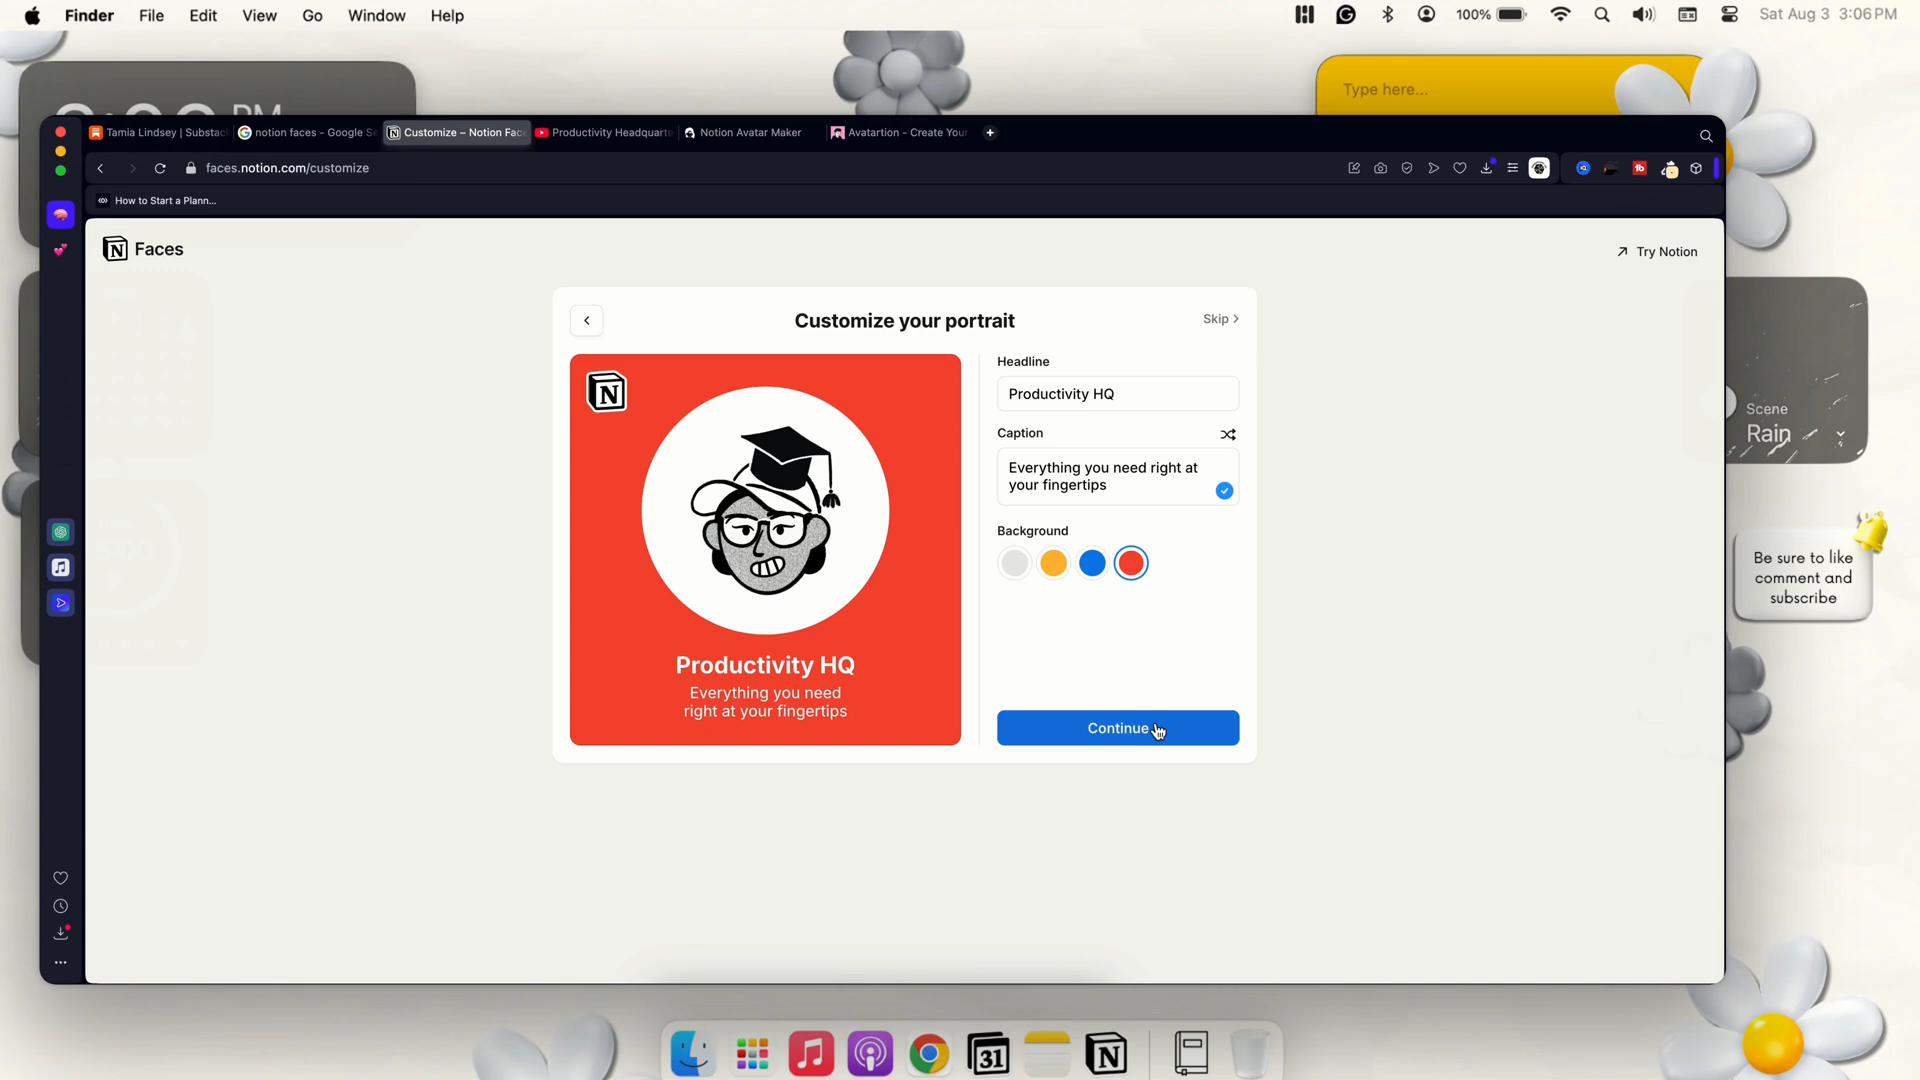 Finder File Edit View Go Window Help
100% Sat Aug 3 3:06 PM
PM
Type here...
Tamia Lindsey | Substac
notion faces - Google Se
Customize – Notion Fac
Productivity Headquarte
Notion Avatar Maker
Avatartion - Create Your
faces.notion.com/customize
How to Start a Plann...
Faces
Try Notion
Customize your portrait
Skip
N
Productivity HQ
Everything you need
right at your fingertips
Headline
Productivity HQ
Caption
Everything you need right at
your fingertips
Background
Continue
Scene
Rain
Be sure to like
comment and
subscribe
31
N